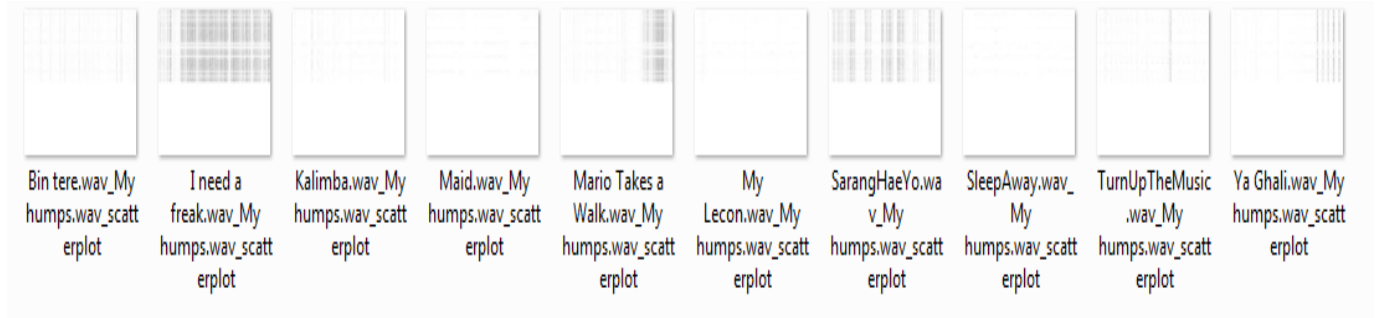 Bin tere.wav_My
humps.wav_scatt
erplot
I need a
freak.wav_My
humps.wav_scatt
erplot
Kalimba.wav_My
humps.wav_scatt
erplot
Maid.wav_My
humps.wav_scatt
erplot
Mario Takes a
Walk.wav_My
humps.wav_scatt
erplot
My
Lecon.wav_My
humps.wav_scatt
erplot
SarangHaeYo.wa
v_My
humps.wav_scatt
erplot
SleepAway.wav_
My
humps.wav_scatt
erplot
TurnUpTheMusic
.wav_My
humps.wav_scatt
erplot
Ya Ghali.wav_My
humps.wav_scatt
erplot